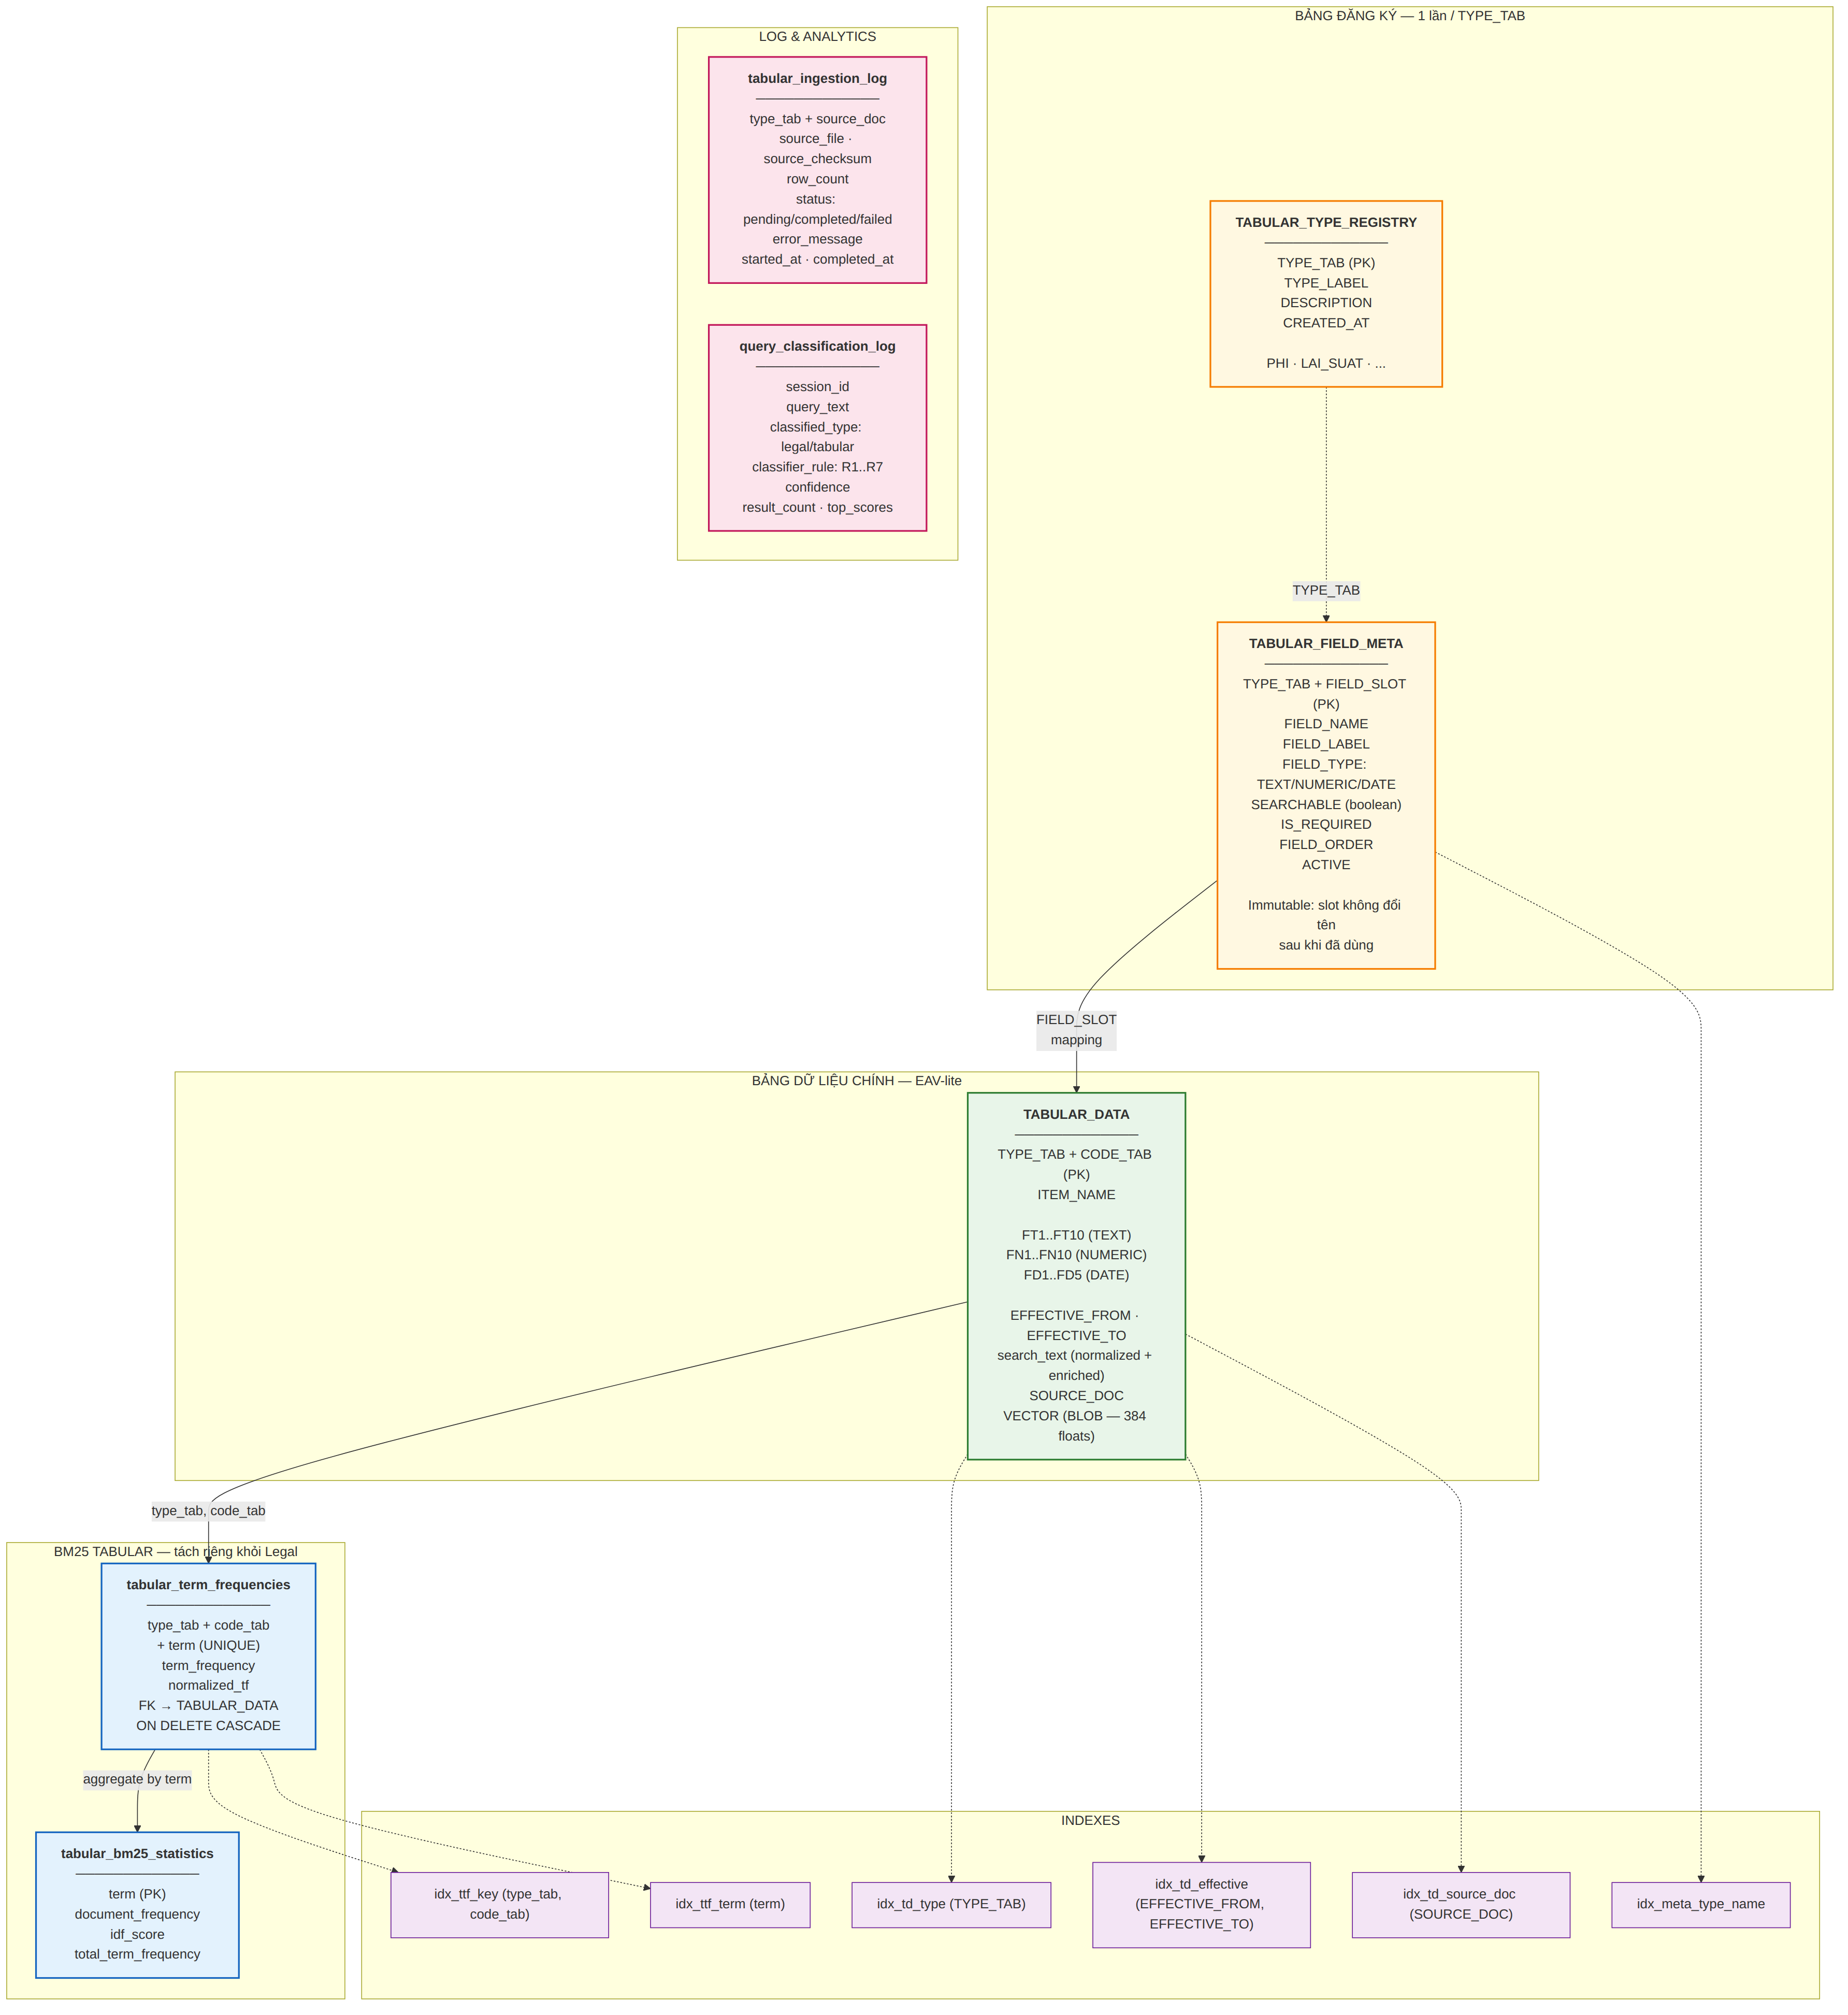 BẢNG ĐĂNG KÝ — 1 lần / TYPE_TAB
LOG & ANALYTICS
tabular_ingestion_log
type_tab + source_doc
source_file ·
source_checksum
row_count
status:
pending/completed/failed
error_message
started_at · completed_at
query_classification_log
session_id
query_text
classified_type:
legal/tabular
classifier_rule: R1..R7
confidence
result_count · top_scores
TABULAR_TYPE_REGISTRY
TYPE_TAB (PK)
TYPE_LABEL
DESCRIPTION
CREATED_AT
PHI · LAI_SUAT · ...
TYPE_TAB
TABULAR_FIELD_META
TYPE_TAB + FIELD_SLOT
(PK)
FIELD_NAME
FIELD_LABEL
FIELD_TYPE:
TEXT/NUMERIC/DATE
SEARCHABLE (boolean)
IS_REQUIRED
FIELD_ORDER
ACTIVE
Immutable: slot không đổi
tên
sau khi đã dùng
FIELD_SLOT
mapping
BẢNG DỮ LIỆU CHÍNH — EAV-lite
TABULAR_DATA
TYPE_TAB + CODE_TAB
(PK)
ITEM_NAME
FT1..FT10 (TEXT)
FN1..FN10 (NUMERIC)
FD1..FD5 (DATE)
EFFECTIVE_FROM ·
EFFECTIVE_TO
search_text (normalized +
enriched)
SOURCE_DOC
VECTOR (BLOB — 384
floats)
type_tab, code_tab
BM25 TABULAR — tách riêng khỏi Legal
tabular_term_frequencies
type_tab + code_tab
+ term (UNIQUE)
term_frequency
normalized_tf
FK → TABULAR_DATA
ON DELETE CASCADE
aggregate by term
tabular_bm25_statistics
term (PK)
document_frequency
idf_score
total_term_frequency
INDEXES
idx_ttf_key (type_tab,
code_tab)
idx_ttf_term (term)
idx_td_type (TYPE_TAB)
idx_td_effective
(EFFECTIVE_FROM,
EFFECTIVE_TO)
idx_td_source_doc
(SOURCE_DOC)
idx_meta_type_name